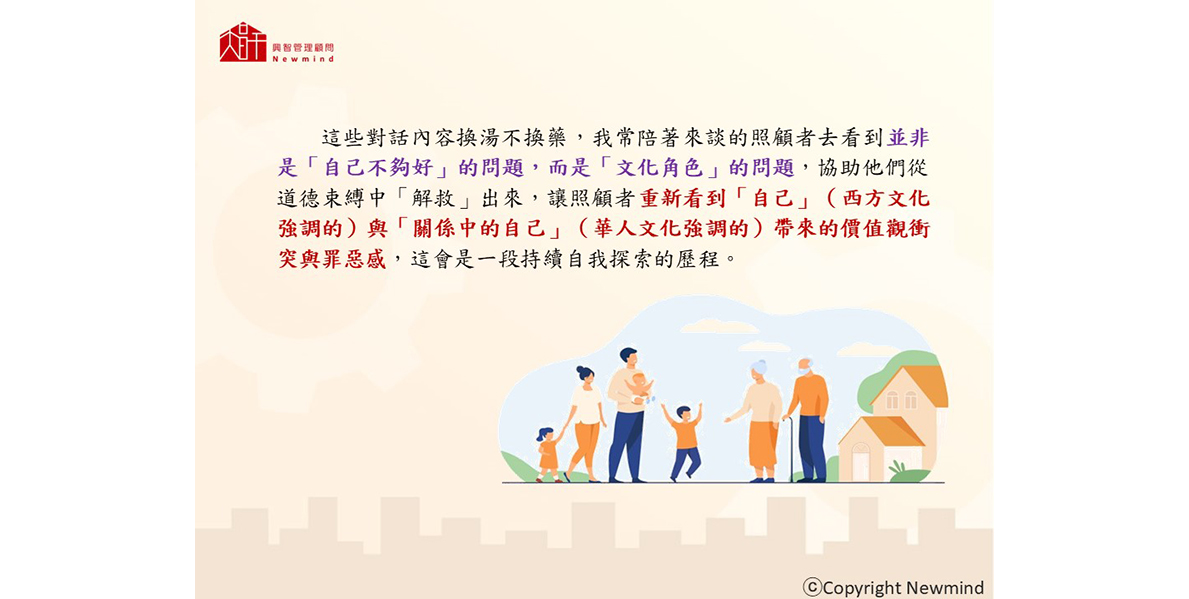 興智管理顧問
Newmind
這些對話內容換湯不換藥，我常陪著來談的照顧者去看到並非
是「自己不夠好」的問題，而是「文化角色」的問題，協助他們從
道德束縛中「解救」出來，讓照顧者重新看到「自己」（西方文化
強調的）與「關係中的自己」（華人文化強調的）帶來的價值觀衝
突與罪惡感，這會是一段持續自我探索的歷程。
ⓒCopyright Newmind